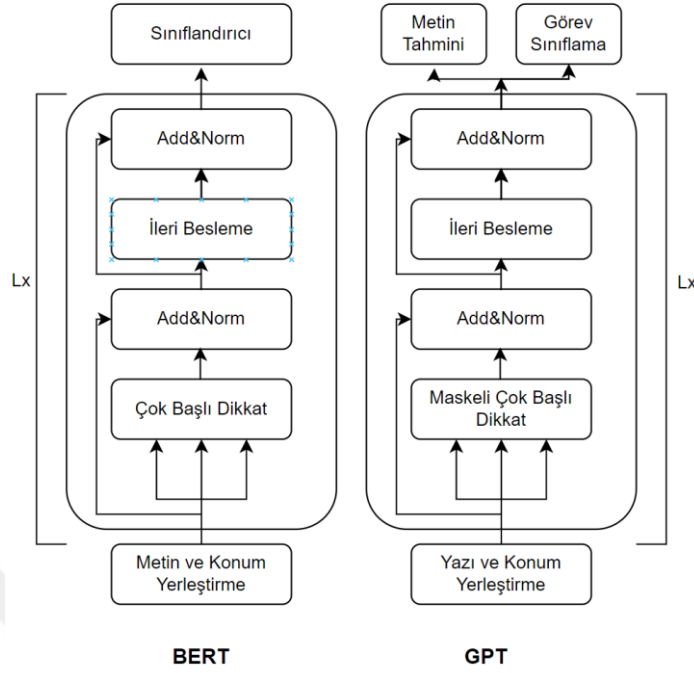 Sınıflandırıcı
Add&Norm
İleri Besleme
Lx
Add&Norm
Çok Başlı Dikkat
Metin ve Konum
Yerleştirme
BERT
Metin
Tahmini
Görev
Sınıflama
Add&Norm
İleri Besleme
Lx
Add&Norm
Maskeli Çok Başlı
Dikkat
Yazı ve Konum
Yerleştirme
GPT